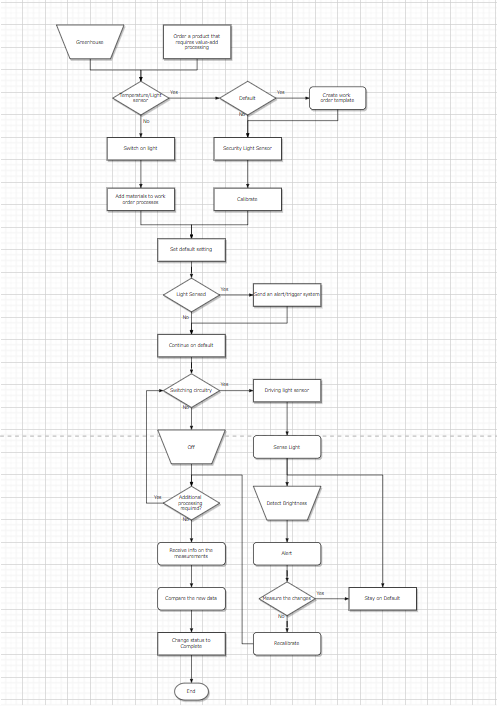 Greenhouse
Order a product that
requires value-add
processing
Temperature/Light
sensor
Yes
Default
Yes
Create work
order template
No
No
Switch on light
Security Light Sensor
Add materials to work
order processes
Calibrate
Set default setting
Light Sensed
Yes
Send an alert/trigger system
No
Continue on default
Switching circuitry
Yes
Driving light sensor
No
Off
Sense Light
Yes
Additional
processing
required?
Detect Brightness
No
Receive info on the
measurements
Alert
Compare the new data
Measure the changes
Yes
Stay on Default
No
Change status to
Complete
Recalibrate
End